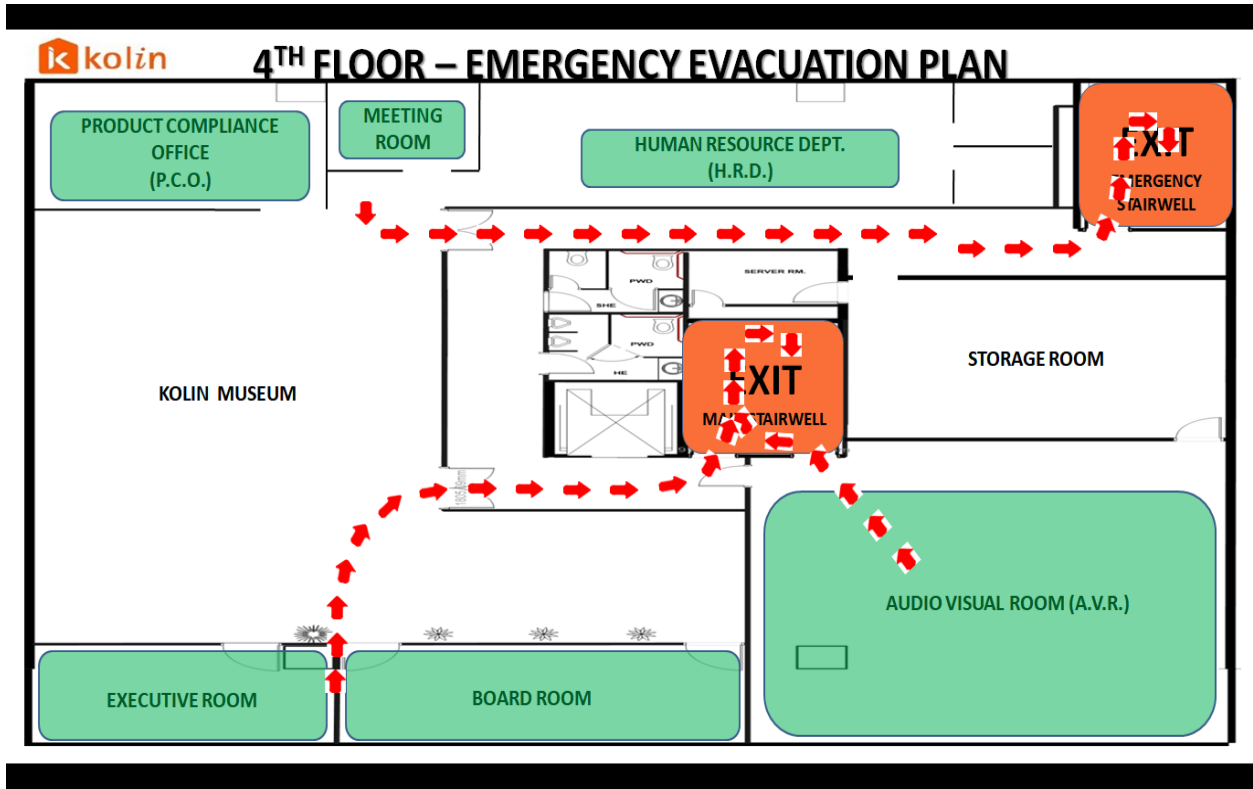 kolin
4TH FLOOR – EMERGENCY EVACUATION PLAN
PRODUCT COMPLIANCE
OFFICE
(P.C.O.)
MEETING
ROOM
HUMAN RESOURCE DEPT.
(H.R.D.)
EXIT
EMERGENCY
STAIRWELL
SERVER RM.
PWD
SHE
PWD
HE
KOLIN MUSEUM
STORAGE ROOM
EXIT
MAIN STAIRWELL
AUDIO VISUAL ROOM (A.V.R.)
EXECUTIVE ROOM
BOARD ROOM